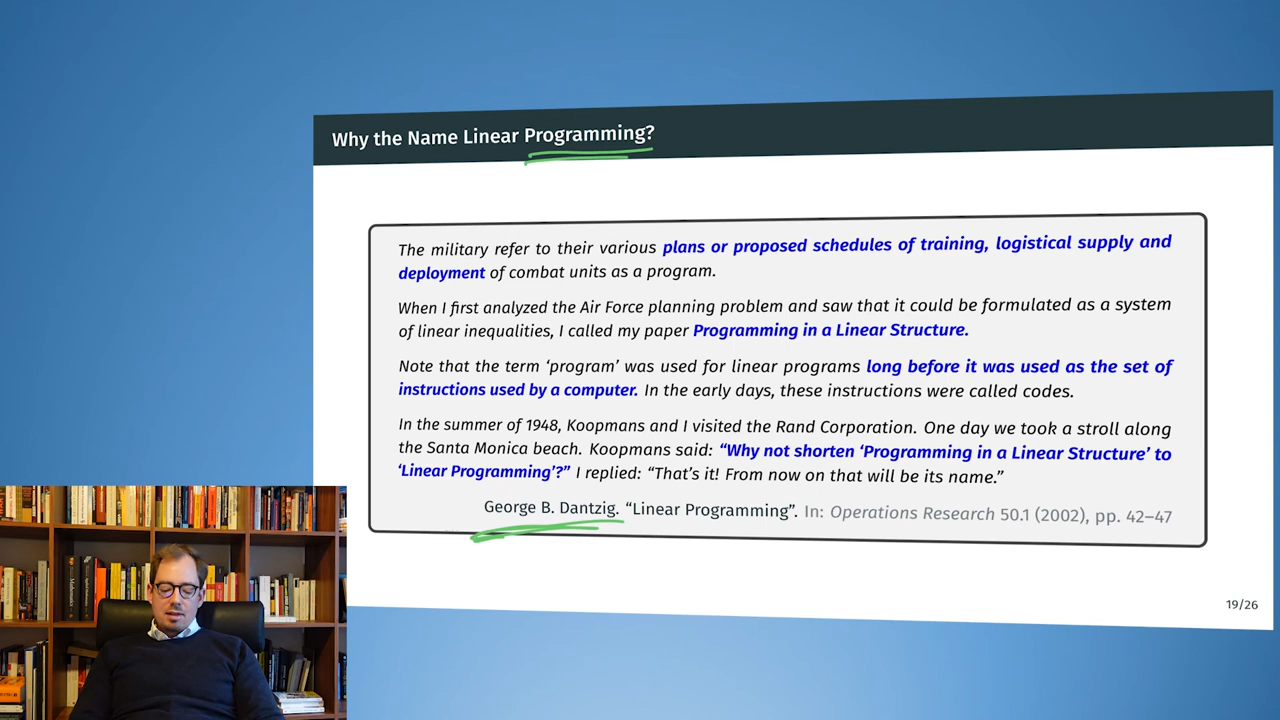 Why the Name Linear Programming?
The military refer to their various plans or proposed schedules of training, logistical supply and
deployment of combat units as a program.
When I first analyzed the Air Force planning problem and saw that it could be formulated as a system
of linear inequalities, I called my paper Programming in a Linear Structure.
Note that the term ‘program’ was used for linear programs long before it was used as the set of
instructions used by a computer. In the early days, these instructions were called codes.
In the summer of 1948, Koopmans and I visited the Rand Corporation. One day we took a stroll along
the Santa Monica beach. Koopmans said: “Why not shorten ‘Programming in a Linear Structure’ to
‘Linear Programming’?” I replied: “That’s it! From now on that will be its name.”
George B. Dantzig. “Linear Programming”. In: Operations Research 50.1 (2002), pp. 42–47
19/26